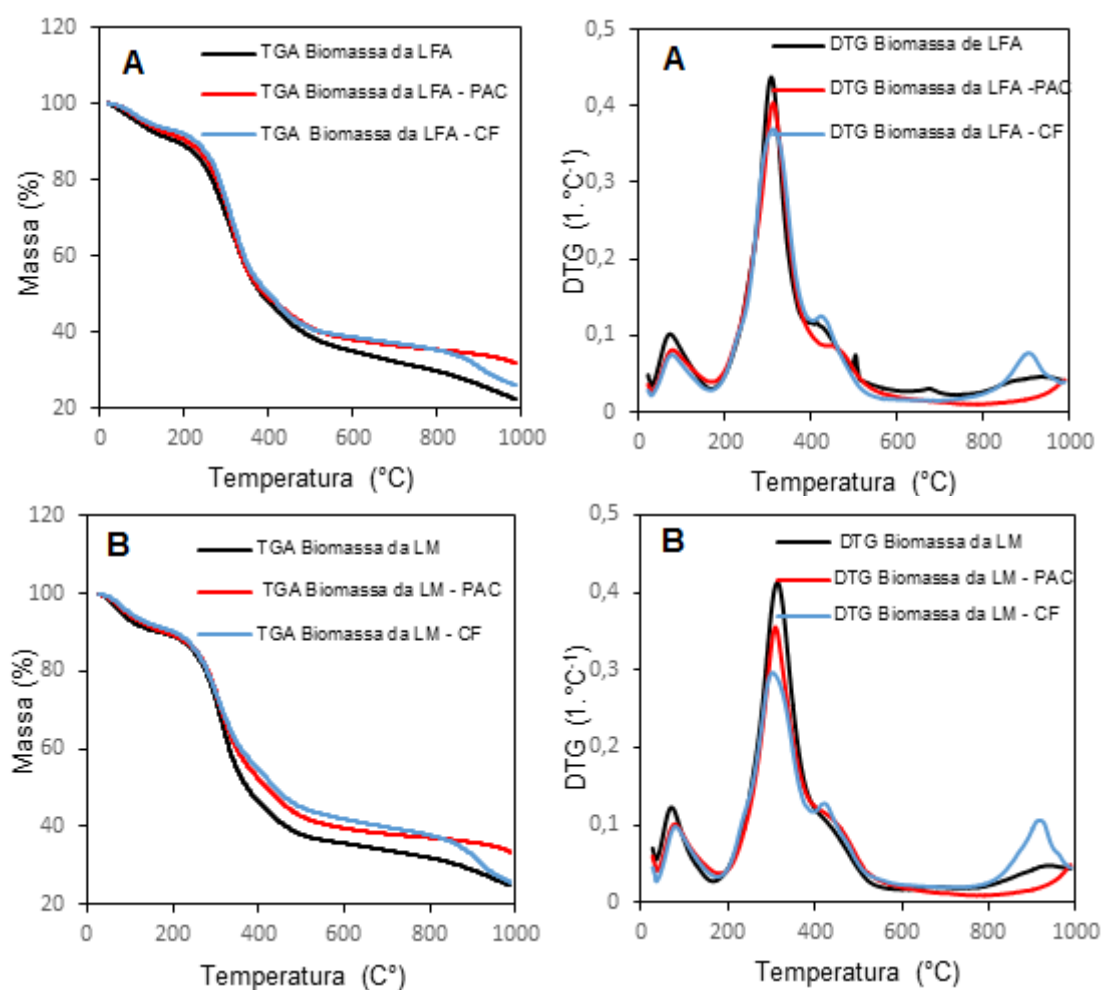 A
TGA Biomassa da LFA
TGA Biomassa da LFA - PAC
TGA Biomassa da LFA - CF
Massa (%)
120
100
80
60
40
20
0 200 400 600 800 1000
Temperatura (°C)
A
DTG Biomassa de LFA
DTG Biomassa da LFA -PAC
DTG Biomassa da LFA - CF
DTG (1. °C⁻¹)
0,5
0,4
0,3
0,2
0,1
0
0 200 400 600 800 1000
Temperatura (°C)
B
TGA Biomassa da LM
TGA Biomassa da LM - PAC
TGA Biomassa da LM - CF
Massa (%)
120
100
80
60
40
20
0 200 400 600 800 1000
Temperatura (C°)
B
DTG Biomassa da LM
DTG Biomassa da LM - PAC
DTG Biomassa da LM - CF
DTG (1. °C⁻¹)
0,5
0,4
0,3
0,2
0,1
0
0 200 400 600 800 1000
Temperatura (°C)